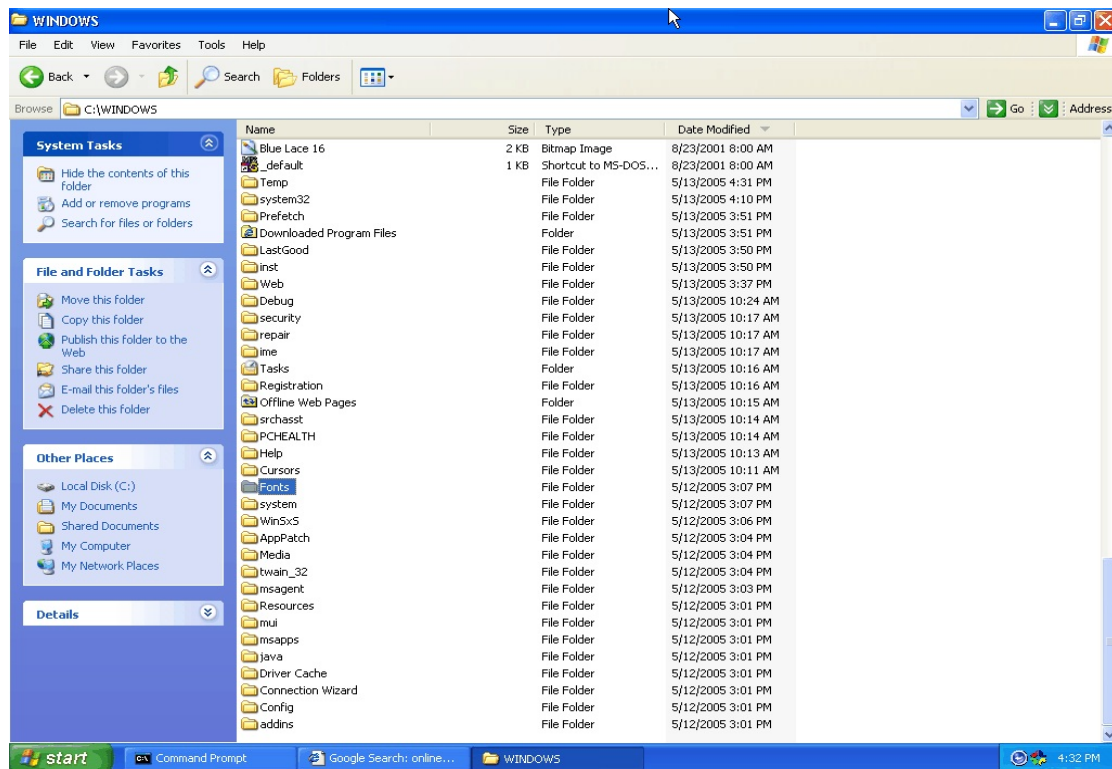 WINDOWS
File Edit View Favorites Tools Help
Back Search Folders
Browse C:\WINDOWS Go Address
System Tasks
Hide the contents of this
folder
Add or remove programs
Search for files or folders
File and Folder Tasks
Move this folder
Copy this folder
Publish this folder to the
Web
Share this folder
E-mail this folder's files
Delete this folder
Other Places
Local Disk (C:)
My Documents
Shared Documents
My Computer
My Network Places
Details
Name Size Type Date Modified
Blue Lace 16 2 KB Bitmap Image 8/23/2001 8:00 AM
_default 1 KB Shortcut to MS-DOS... 8/23/2001 8:00 AM
Temp File Folder 5/13/2005 4:31 PM
system32 File Folder 5/13/2005 4:10 PM
Prefetch File Folder 5/13/2005 3:51 PM
Downloaded Program Files Folder 5/13/2005 3:51 PM
LastGood File Folder 5/13/2005 3:50 PM
inst File Folder 5/13/2005 3:50 PM
Web File Folder 5/13/2005 3:37 PM
Debug File Folder 5/13/2005 10:24 AM
security File Folder 5/13/2005 10:17 AM
repair File Folder 5/13/2005 10:17 AM
ime File Folder 5/13/2005 10:17 AM
Tasks Folder 5/13/2005 10:16 AM
Registration File Folder 5/13/2005 10:16 AM
Offline Web Pages Folder 5/13/2005 10:15 AM
srchasst File Folder 5/13/2005 10:14 AM
PCHEALTH File Folder 5/13/2005 10:14 AM
Help File Folder 5/13/2005 10:13 AM
Cursors File Folder 5/13/2005 10:11 AM
Fonts File Folder 5/12/2005 3:07 PM
system File Folder 5/12/2005 3:07 PM
WinSxS File Folder 5/12/2005 3:06 PM
AppPatch File Folder 5/12/2005 3:04 PM
Media File Folder 5/12/2005 3:04 PM
twain_32 File Folder 5/12/2005 3:04 PM
msagent File Folder 5/12/2005 3:03 PM
Resources File Folder 5/12/2005 3:01 PM
mui File Folder 5/12/2005 3:01 PM
msapps File Folder 5/12/2005 3:01 PM
java File Folder 5/12/2005 3:01 PM
Driver Cache File Folder 5/12/2005 3:01 PM
Connection Wizard File Folder 5/12/2005 3:01 PM
Config File Folder 5/12/2005 3:01 PM
addins File Folder 5/12/2005 3:01 PM
start Command Prompt Google Search: online... WINDOWS 4:32 PM